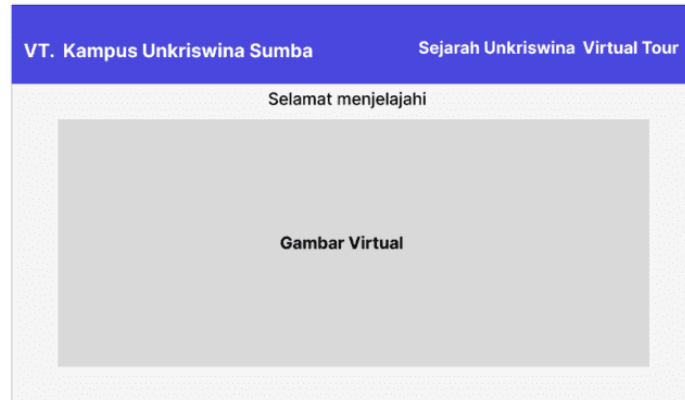 VT. Kampus Unkriswina Sumba
Sejarah Unkriswina Virtual Tour
Selamat menjelajahi
Gambar Virtual